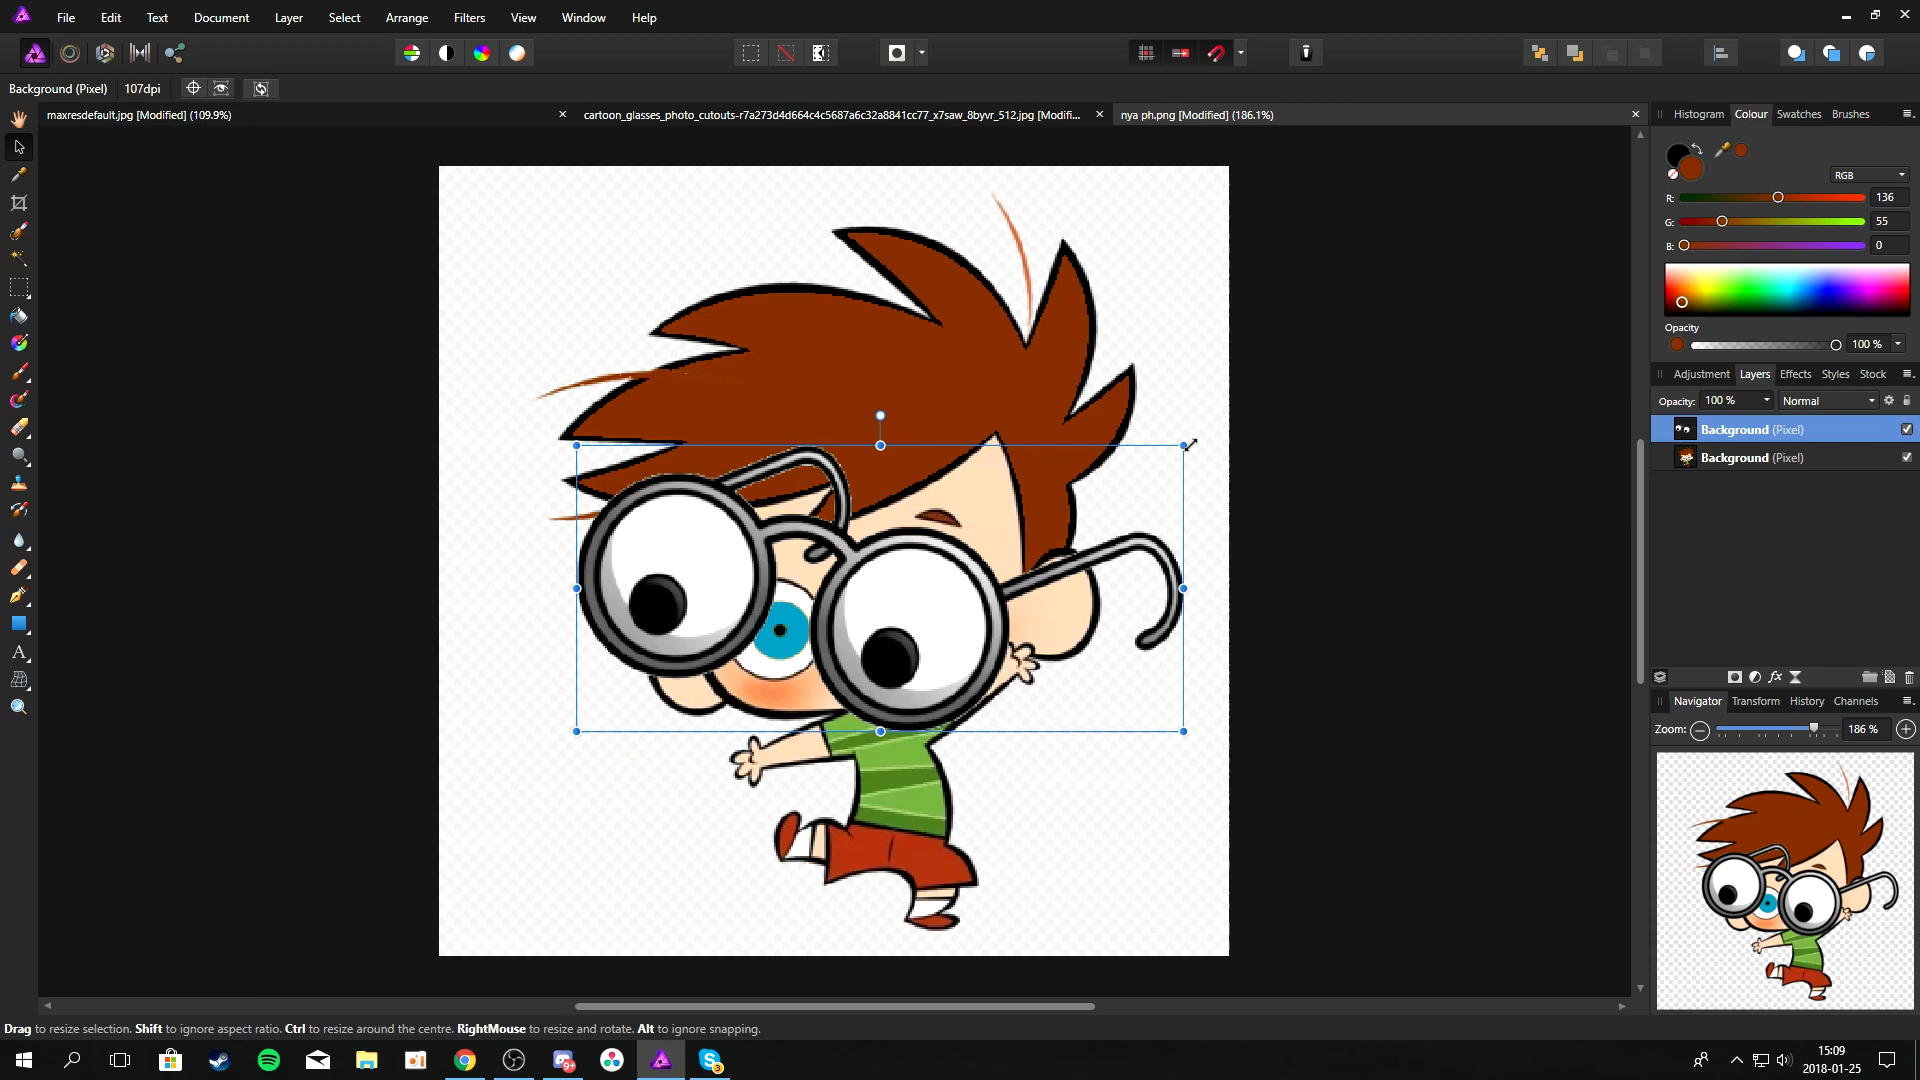 File Edit Text Document Layer Select Arrange Filters View Window Help
Background (Pixel) 107dpi
maxresdefault.jpg [Modified] (109.9%)
cartoon_glasses_photo_cutouts-r7a273d4d664c4c5687a6c32a8841cc77_x7saw_8byvr_512.jpg [Modifi...
nya ph.png [Modified] (186.1%)
Histogram Colour Swatches Brushes
RGB
R: 136
G: 55
B: 0
Opacity
100 %
Adjustment Layers Effects Styles Stock
Opacity: 100 % Normal
Background (Pixel)
Background (Pixel)
fx
Navigator Transform History Channels
Zoom: 186 %
A
Drag to resize selection. Shift to ignore aspect ratio. Ctrl to resize around the centre. RightMouse to resize and rotate. Alt to ignore snapping.
9+
3
15:09
2018-01-25